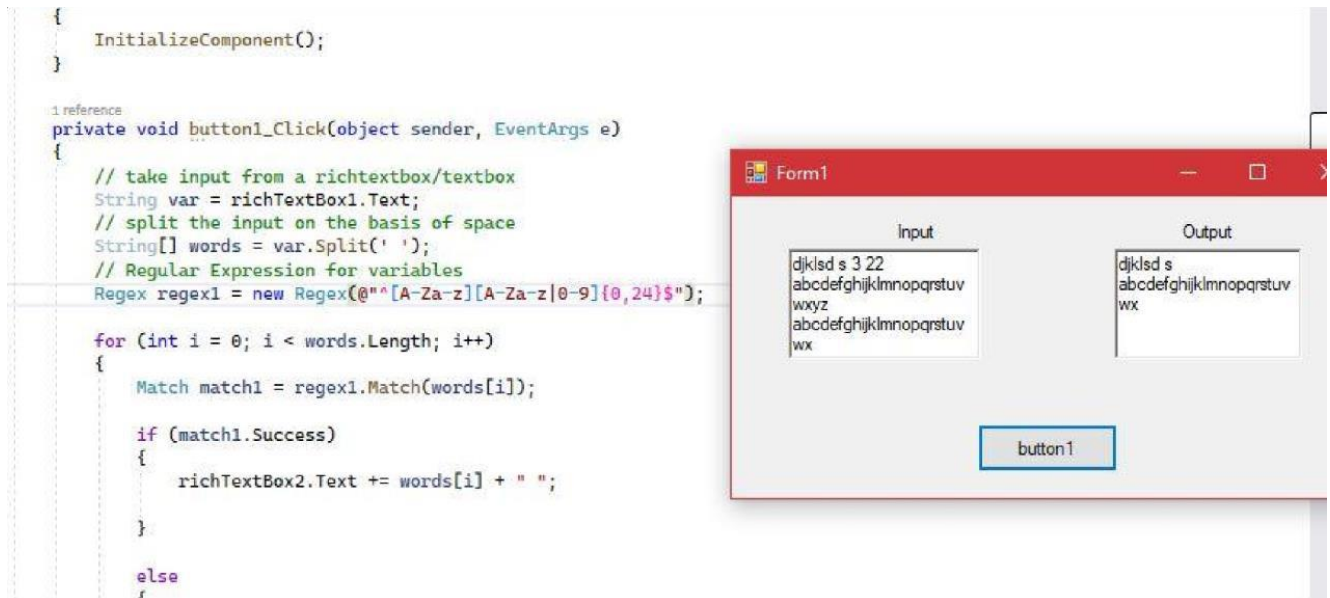 {
InitializeComponent();
}
1 reference
private void button1_Click(object sender, EventArgs e)
{
// take input from a richtextbox/textbox
String var = richTextBox1.Text;
// split the input on the basis of space
String[] words = var.Split(' ');
// Regular Expression for variables
Regex regex1 = new Regex(@"^[A-Za-z][A-Za-z|0-9]{0,24}$");
for (int i = 0; i < words.Length; i++)
{
Match match1 = regex1.Match(words[i]);
if (match1.Success)
{
richTextBox2.Text += words[i] + " ";
}
else
{
Form1
Input
djklsd s 3 22
abcdefghijklmnopqrstuv
wxyz
abcdefghijklmnopqrstuv
wx
Output
djklsd s
abcdefghijklmnopqrstuv
wx
button1